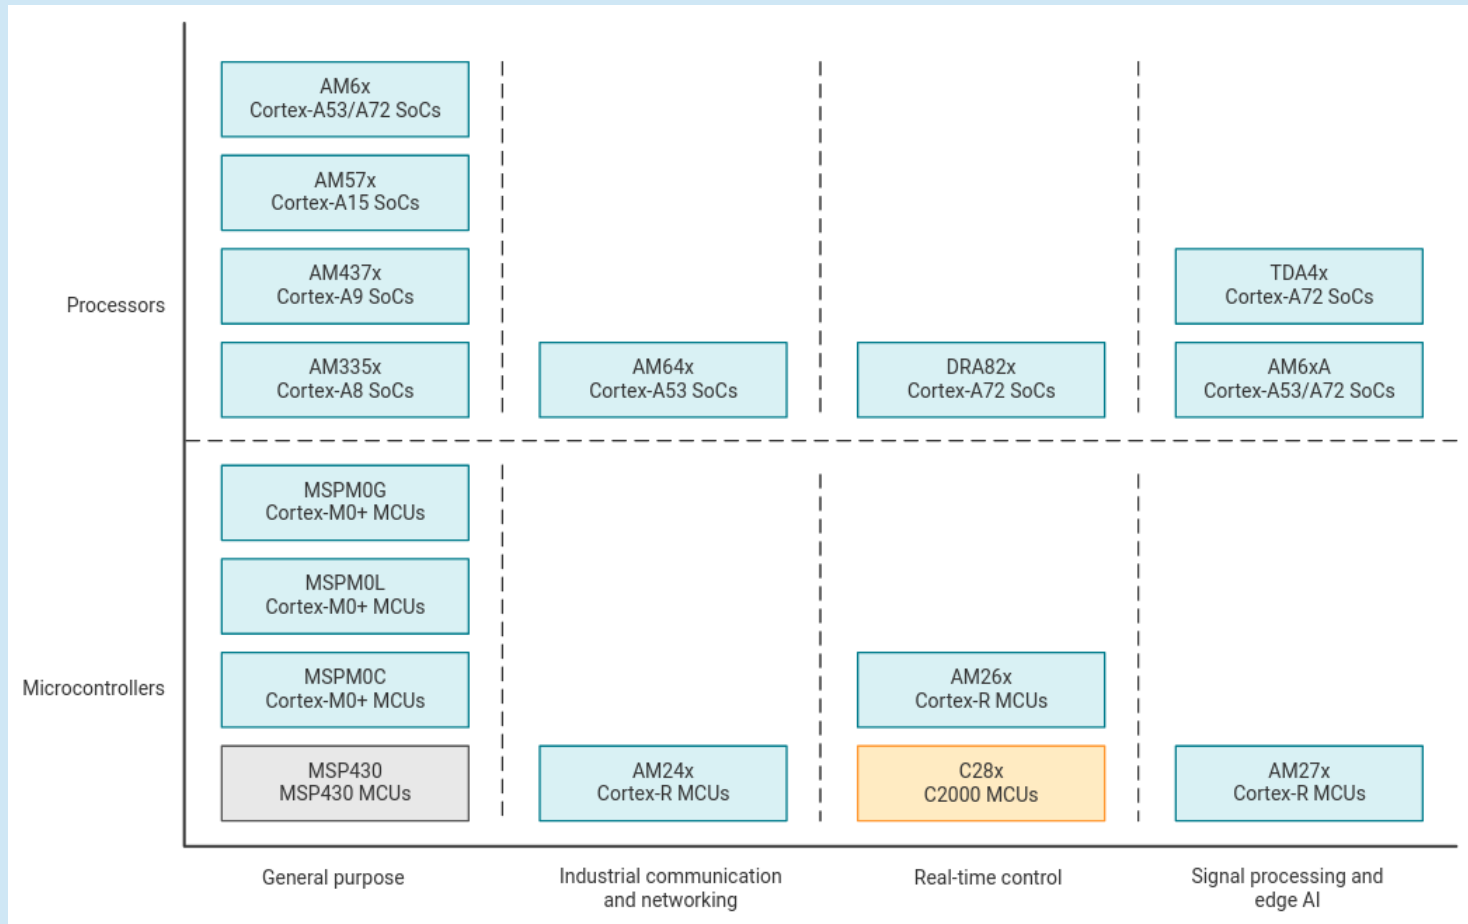 AM6x
Cortex-A53/A72 SoCs
AM57x
Cortex-A15 SoCs
AM437x
Cortex-A9 SoCs
TDA4x
Cortex-A72 SoCs
Processors
AM335x
Cortex-A8 SoCs
AM64x
Cortex-A53 SoCs
DRA82x
Cortex-A72 SoCs
AM6xA
Cortex-A53/A72 SoCs
MSPM0G
Cortex-M0+ MCUs
MSPM0L
Cortex-M0+ MCUs
MSPM0C
Cortex-M0+ MCUs
AM26x
Cortex-R MCUs
Microcontrollers
MSP430
MSP430 MCUs
AM24x
Cortex-R MCUs
C28x
C2000 MCUs
AM27x
Cortex-R MCUs
General purpose
Industrial communication
and networking
Real-time control
Signal processing and
edge AI